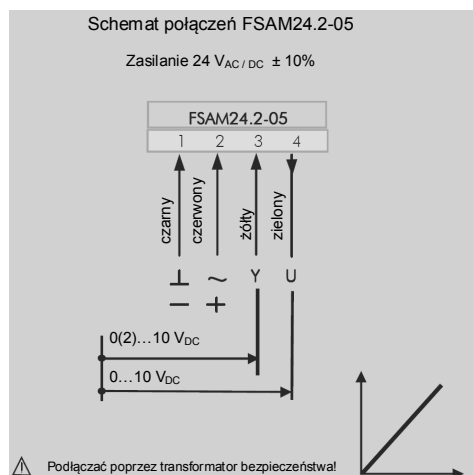 Schemat połączeń FSAM24.2-05
Zasilanie 24 VAC / DC ± 10%
FSAM24.2-05
1 2 3 4
czarny
czerwony
żółty
zielony
⊥ ~ Y U
− +
0(2)…10 VDC
0…10 VDC
Podłączać poprzez transformator bezpieczeństwa!